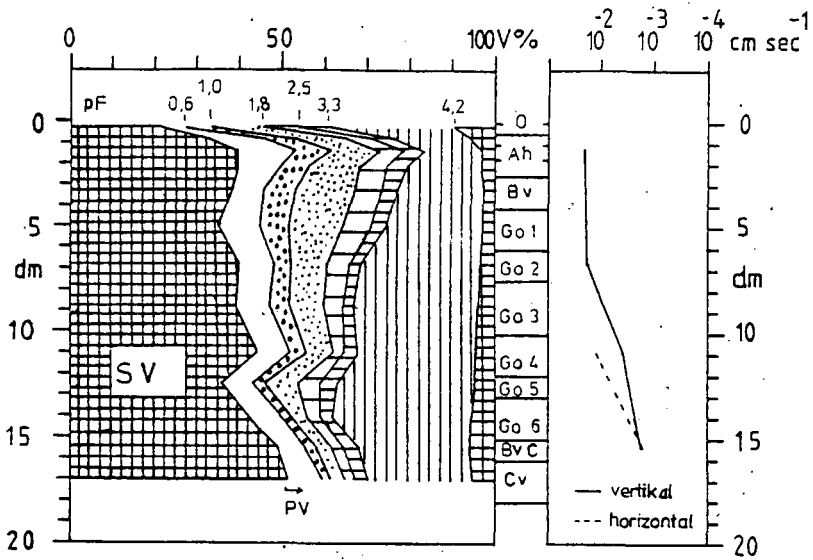 0 50 100 V%
-2 -3 -4 -1
10 10 10 cm sec
pF 0,6 1,0 1,8 2,5 3,3 4,2
0
5
dm
10
15
20
SV
PV
O
Ah
Bv
Go 1
Go 2
Go 3
Go 4
Go 5
Go 6
BvC
Cv
0
5
dm
10
15
20
vertikal
horizontal